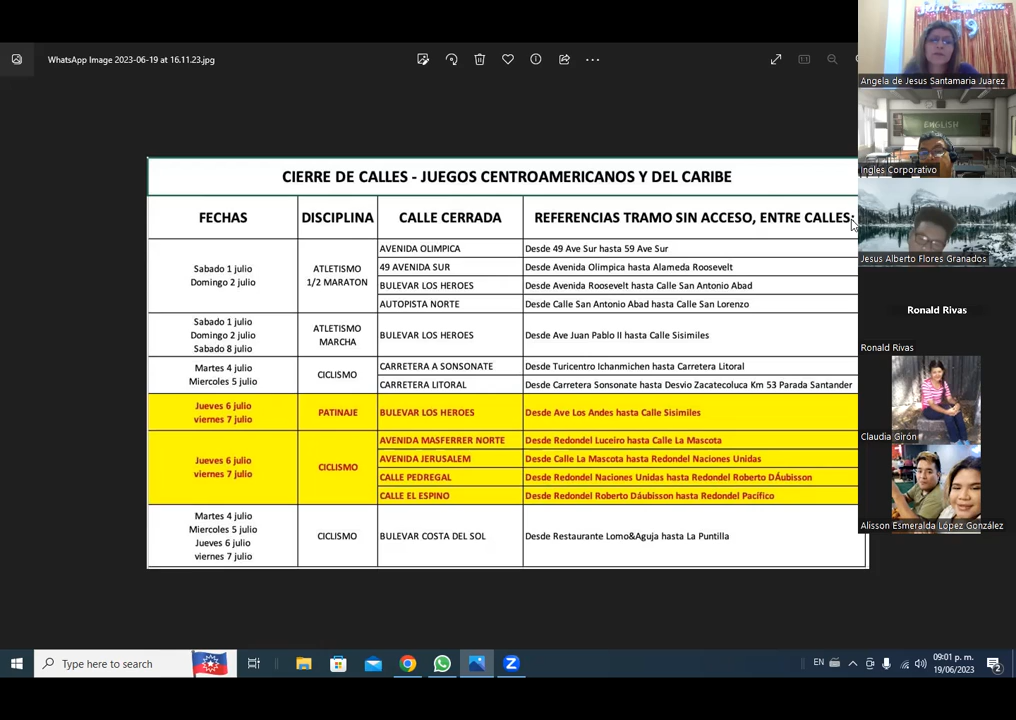 WhatsApp Image 2023-06-19 at 16.11.23.jpg
Angela de Jesus Santamaria Juarez
ENGLISH
Ingles Corporativo
Jesus Alberto Flores Granados
Ronald Rivas
Ronald Rivas
Claudia Girón
Alisson Esmeralda López González
CIERRE DE CALLES - JUEGOS CENTROAMERICANOS Y DEL CARIBE
FECHAS DISCIPLINA CALLE CERRADA REFERENCIAS TRAMO SIN ACCESO, ENTRE CALLES:
Sabado 1 julio
Domingo 2 julio
ATLETISMO
1/2 MARATON
AVENIDA OLIMPICA Desde 49 Ave Sur hasta 59 Ave Sur
49 AVENIDA SUR Desde Avenida Olimpica hasta Alameda Roosevelt
BULEVAR LOS HEROES Desde Avenida Roosevelt hasta Calle San Antonio Abad
AUTOPISTA NORTE Desde Calle San Antonio Abad hasta Calle San Lorenzo
Sabado 1 julio
Domingo 2 julio
Sabado 8 julio
ATLETISMO
MARCHA
BULEVAR LOS HEROES Desde Ave Juan Pablo II hasta Calle Sisimiles
Martes 4 julio
Miercoles 5 julio
CICLISMO
CARRETERA A SONSONATE Desde Turicentro Ichanmichen hasta Carretera Litoral
CARRETERA LITORAL Desde Carretera Sonsonate hasta Desvio Zacatecoluca Km 53 Parada Santander
Jueves 6 julio
viernes 7 julio
PATINAJE BULEVAR LOS HEROES Desde Ave Los Andes hasta Calle Sisimiles
Jueves 6 julio
viernes 7 julio
CICLISMO
AVENIDA MASFERRER NORTE Desde Redondel Luceiro hasta Calle La Mascota
AVENIDA JERUSALEM Desde Calle La Mascota hasta Redondel Naciones Unidas
CALLE PEDREGAL Desde Redondel Naciones Unidas hasta Redondel Roberto DÁubisson
CALLE EL ESPINO Desde Redondel Roberto Dáubisson hasta Redondel Pacífico
Martes 4 julio
Miercoles 5 julio
Jueves 6 julio
viernes 7 julio
CICLISMO BULEVAR COSTA DEL SOL Desde Restaurante Lomo&Aguja hasta La Puntilla
Type here to search
EN
09:01 p. m.
19/06/2023
2